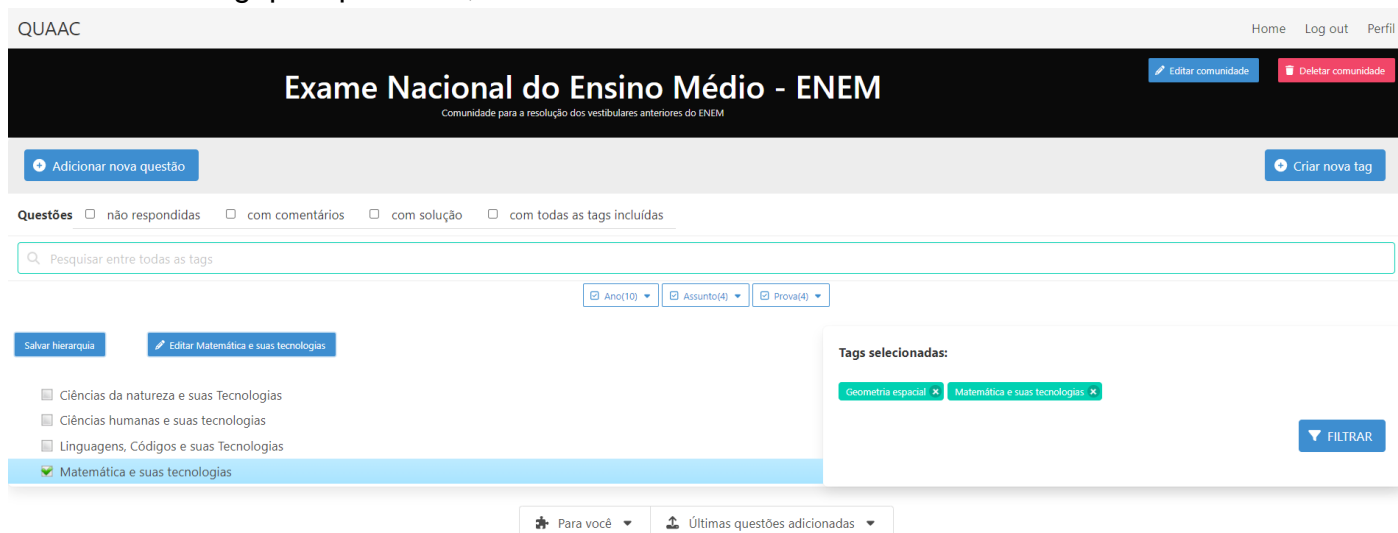 QUAAC Home Log out Perfil
Exame Nacional do Ensino Médio - ENEM
Comunidade para a resolução dos vestibulares anteriores do ENEM
Editar comunidade Deletar comunidade
Adicionar nova questão Criar nova tag
Questões não respondidas com comentários com solução com todas as tags incluídas
Pesquisar entre todas as tags
Ano(10) Assunto(4) Prova(4)
Salvar hierarquia Editar Matemática e suas tecnologias
Ciências da natureza e suas Tecnologias
Ciências humanas e suas tecnologias
Linguagens, Códigos e suas Tecnologias
Matemática e suas tecnologias
Tags selecionadas:
Geometria espacial Matemática e suas tecnologias
FILTRAR
Para você Últimas questões adicionadas